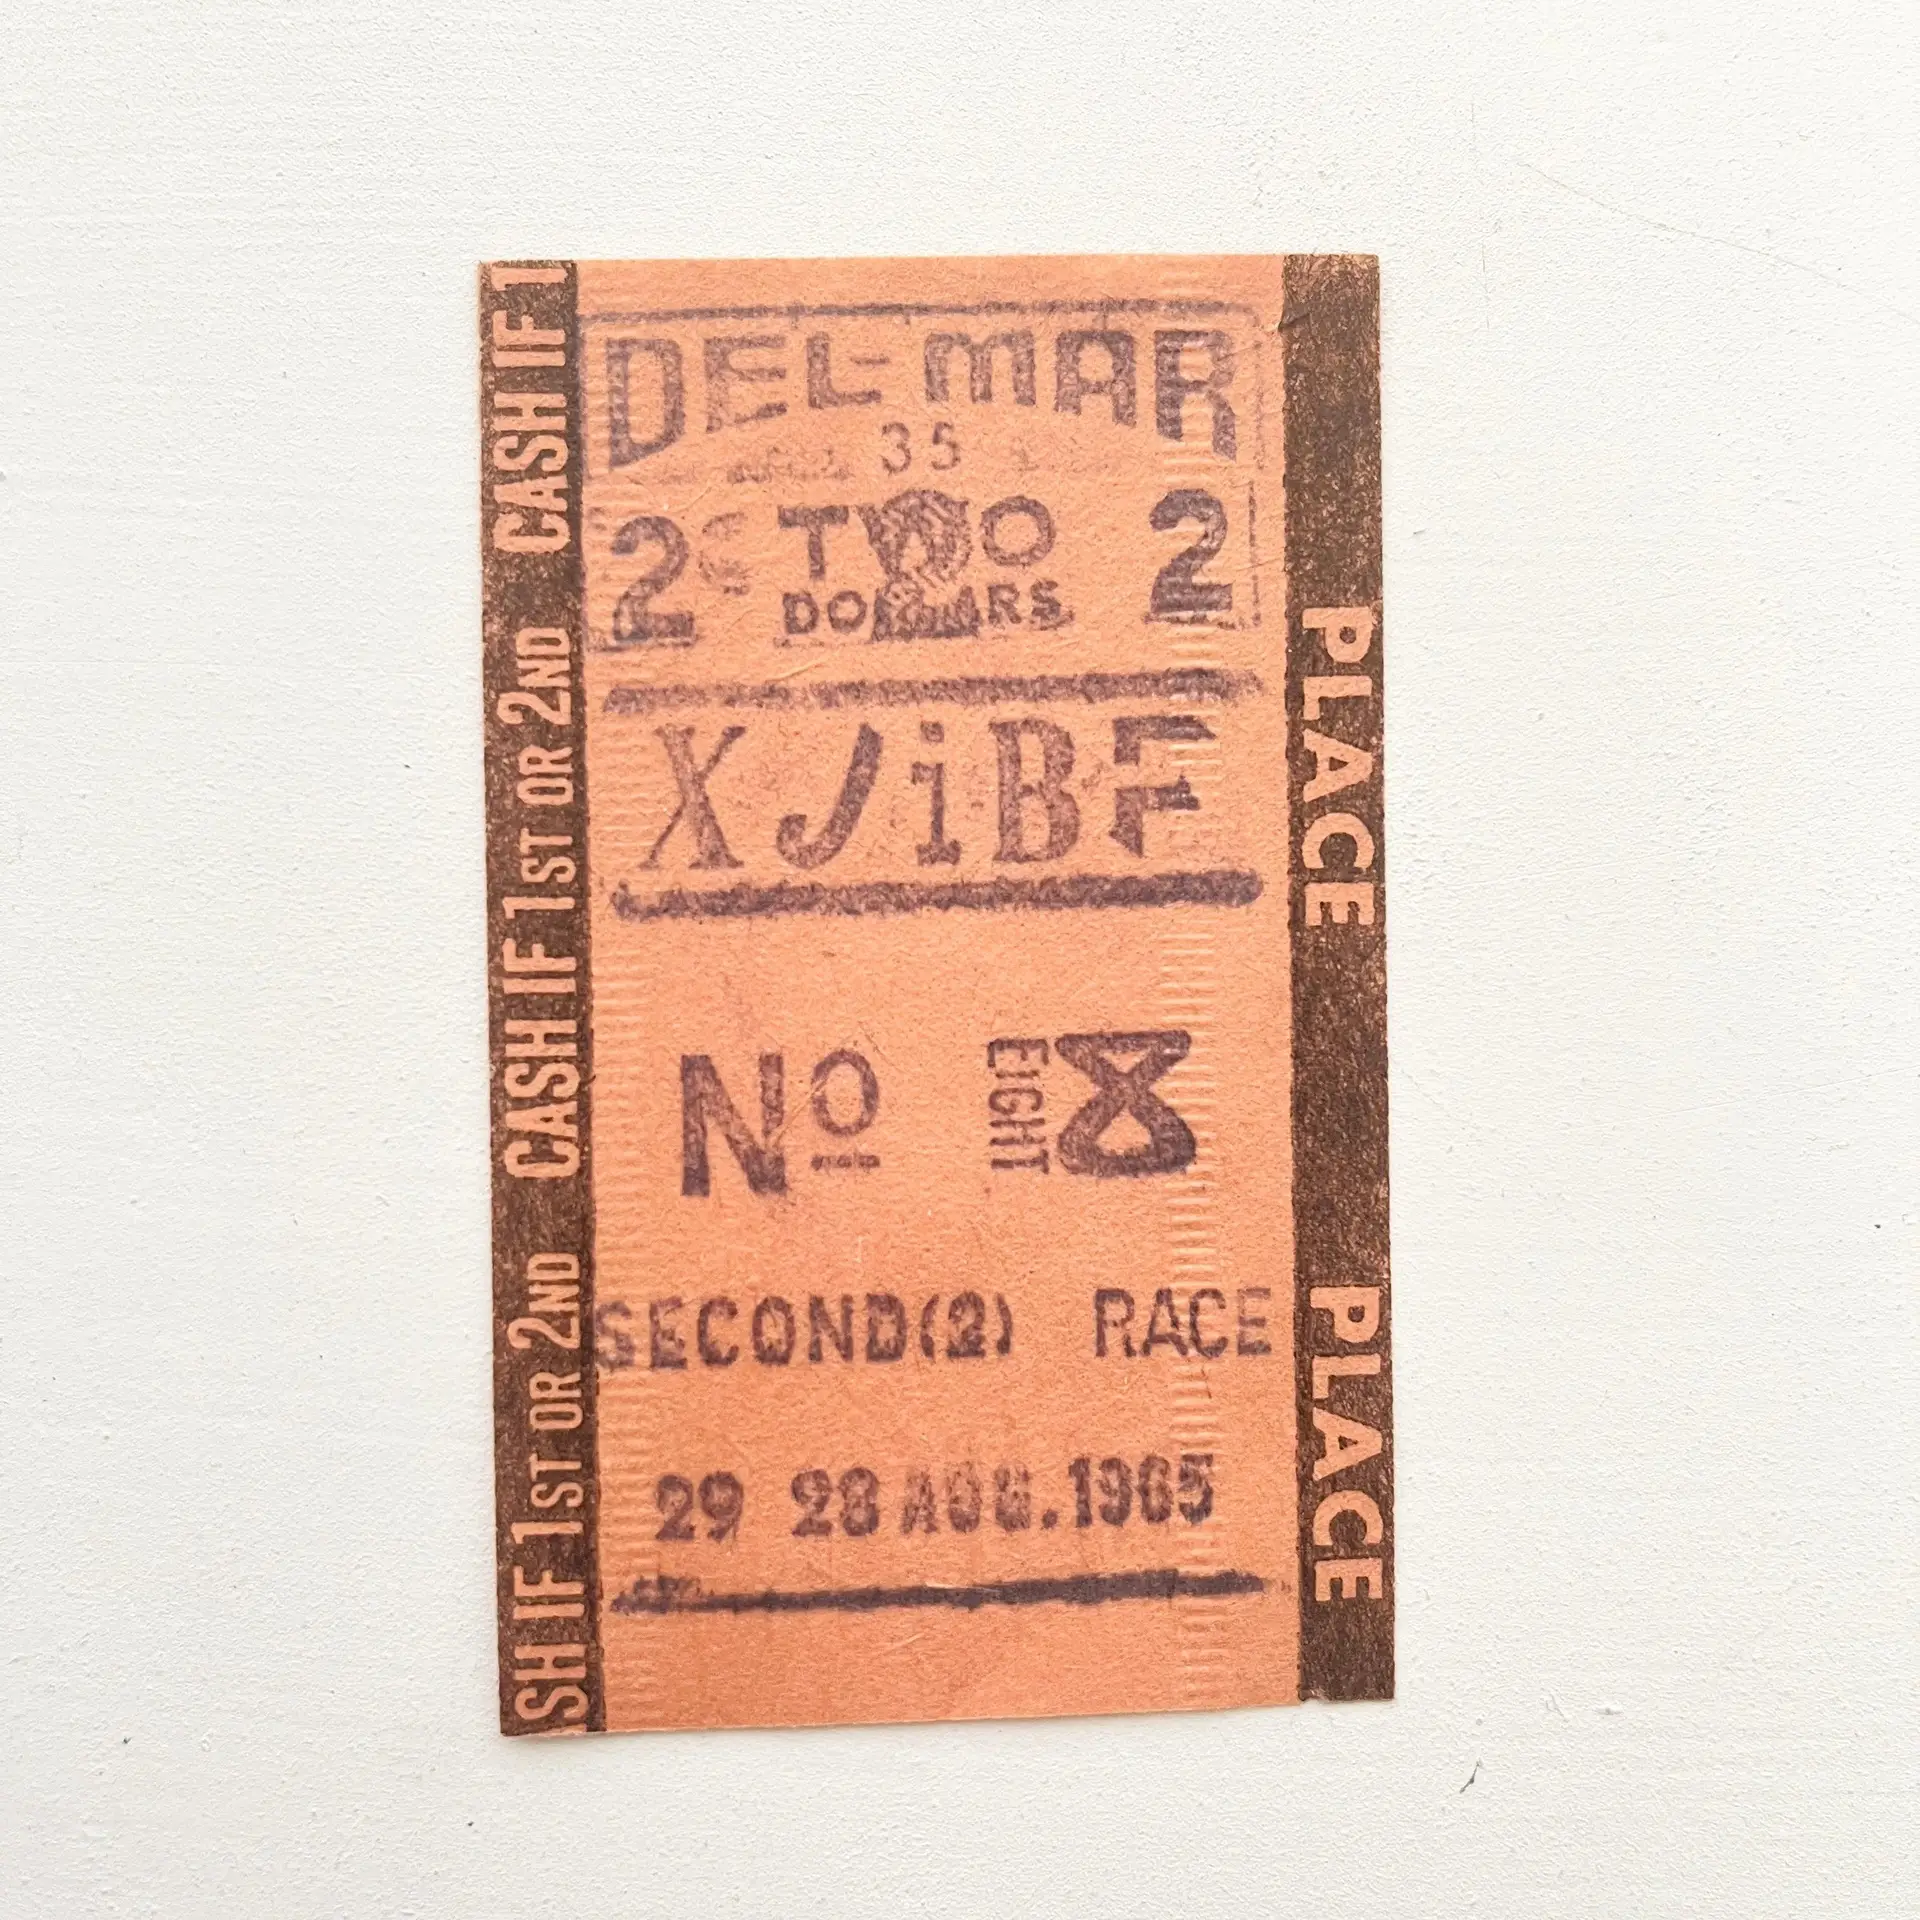 DEL-MAR
35
2 TWO 2
DOLLARS
XJiBF
Nº EIGHT 8
SECOND(2) RACE
29 28 AUG.1965
CASH IF 1ST OR 2ND CASH IF 1ST OR 2ND CASH IF 1
PLACE PLACE